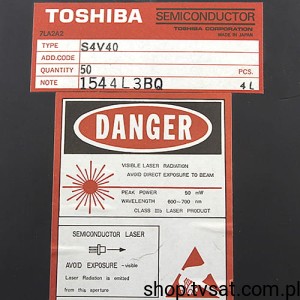 TOSHIBA
SEMICONDUCTOR
TOSHIBA CORPORATION
MADE IN JAPAN
7LA2A2
TYPE S4V40
ADD.CODE
QUANTITY 50 PCS.
NOTE 1544L3BQ 4L
DANGER
VISIBLE LASER RADIATION
AVOID DIRECT EXPOSURE TO BEAM
PEAK POWER 50 mW
WAVELENGTH 600~700 nm
CLASS IIIb LASER PRODUCT
SEMICONDUCTOR LASER
AVOID EXPOSURE -visible
Laser Radiation is emitted
from this aperture
shop.tvsat.com.pl